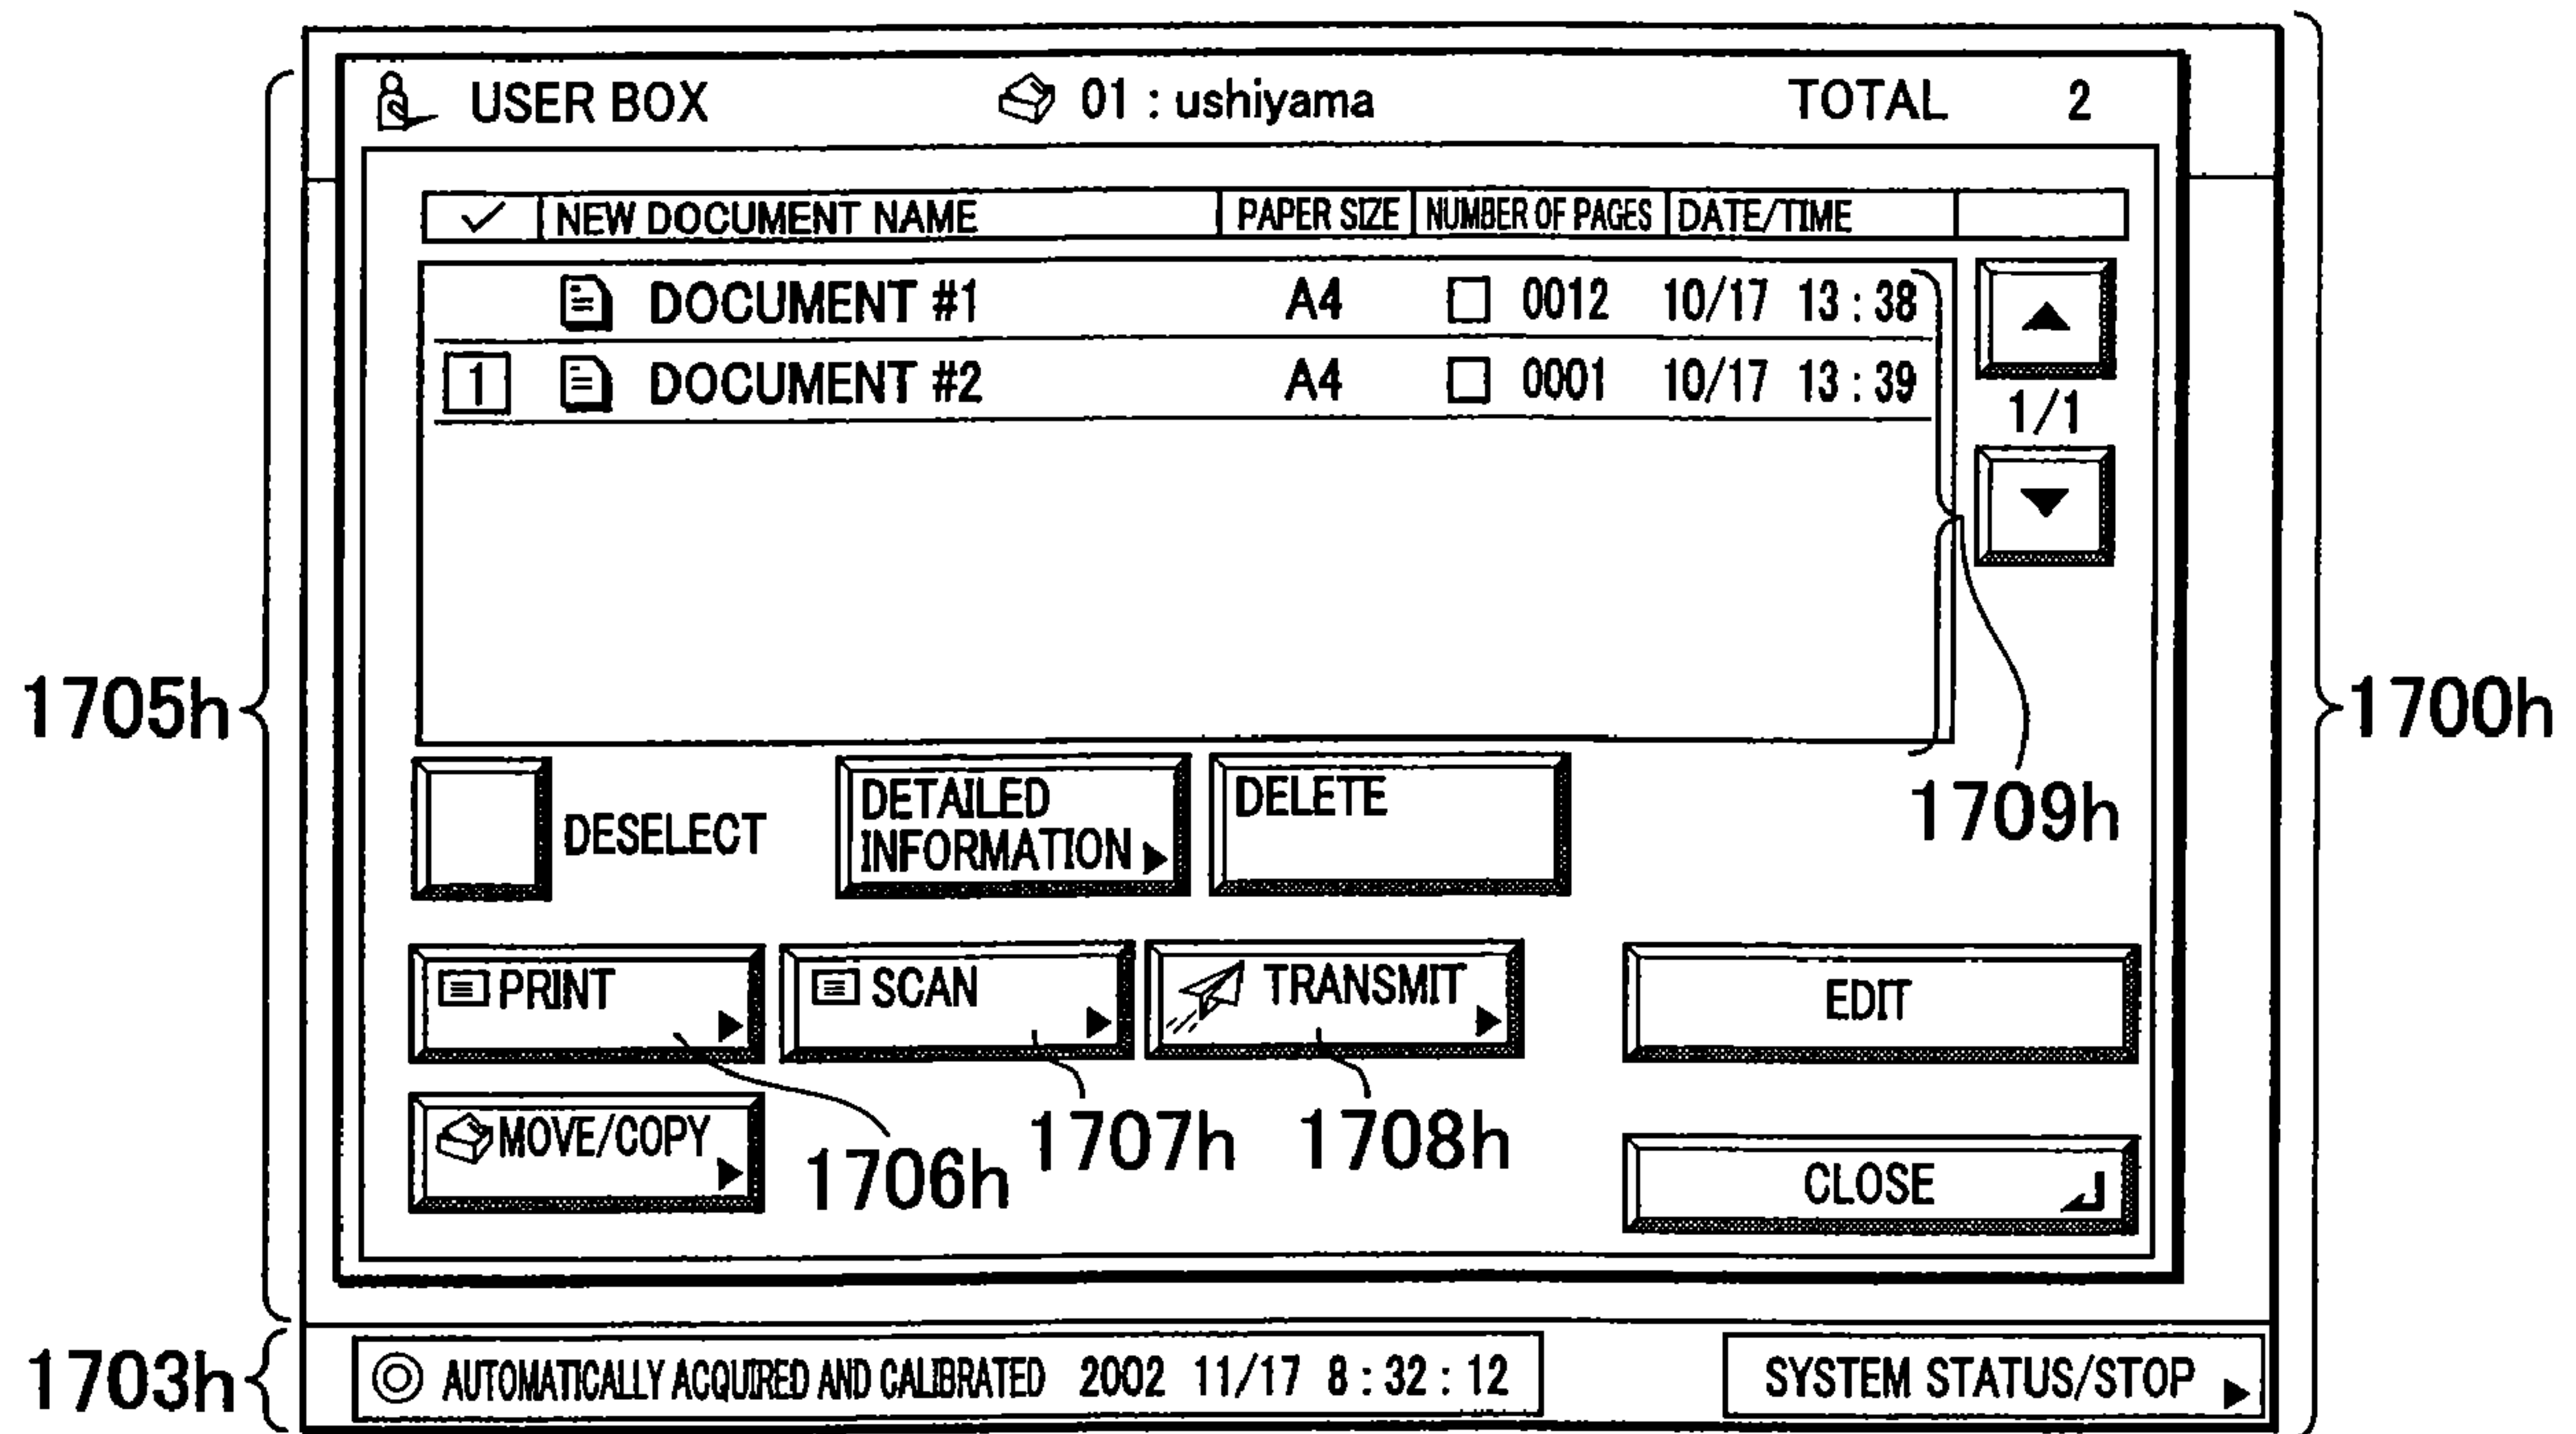 USER BOX 01 : ushiyama TOTAL 2
NEW DOCUMENT NAME PAPER SIZE NUMBER OF PAGES DATE/TIME
DOCUMENT #1 A4 0012 10/17 13 : 38
1 DOCUMENT #2 A4 0001 10/17 13 : 39
1/1
1705h
1700h
1709h
DESELECT
DETAILED
INFORMATION
DELETE
PRINT
SCAN
TRANSMIT
EDIT
MOVE/COPY
1706h
1707h
1708h
CLOSE
1703h
AUTOMATICALLY ACQUIRED AND CALIBRATED 2002 11/17 8 : 32 : 12
SYSTEM STATUS/STOP